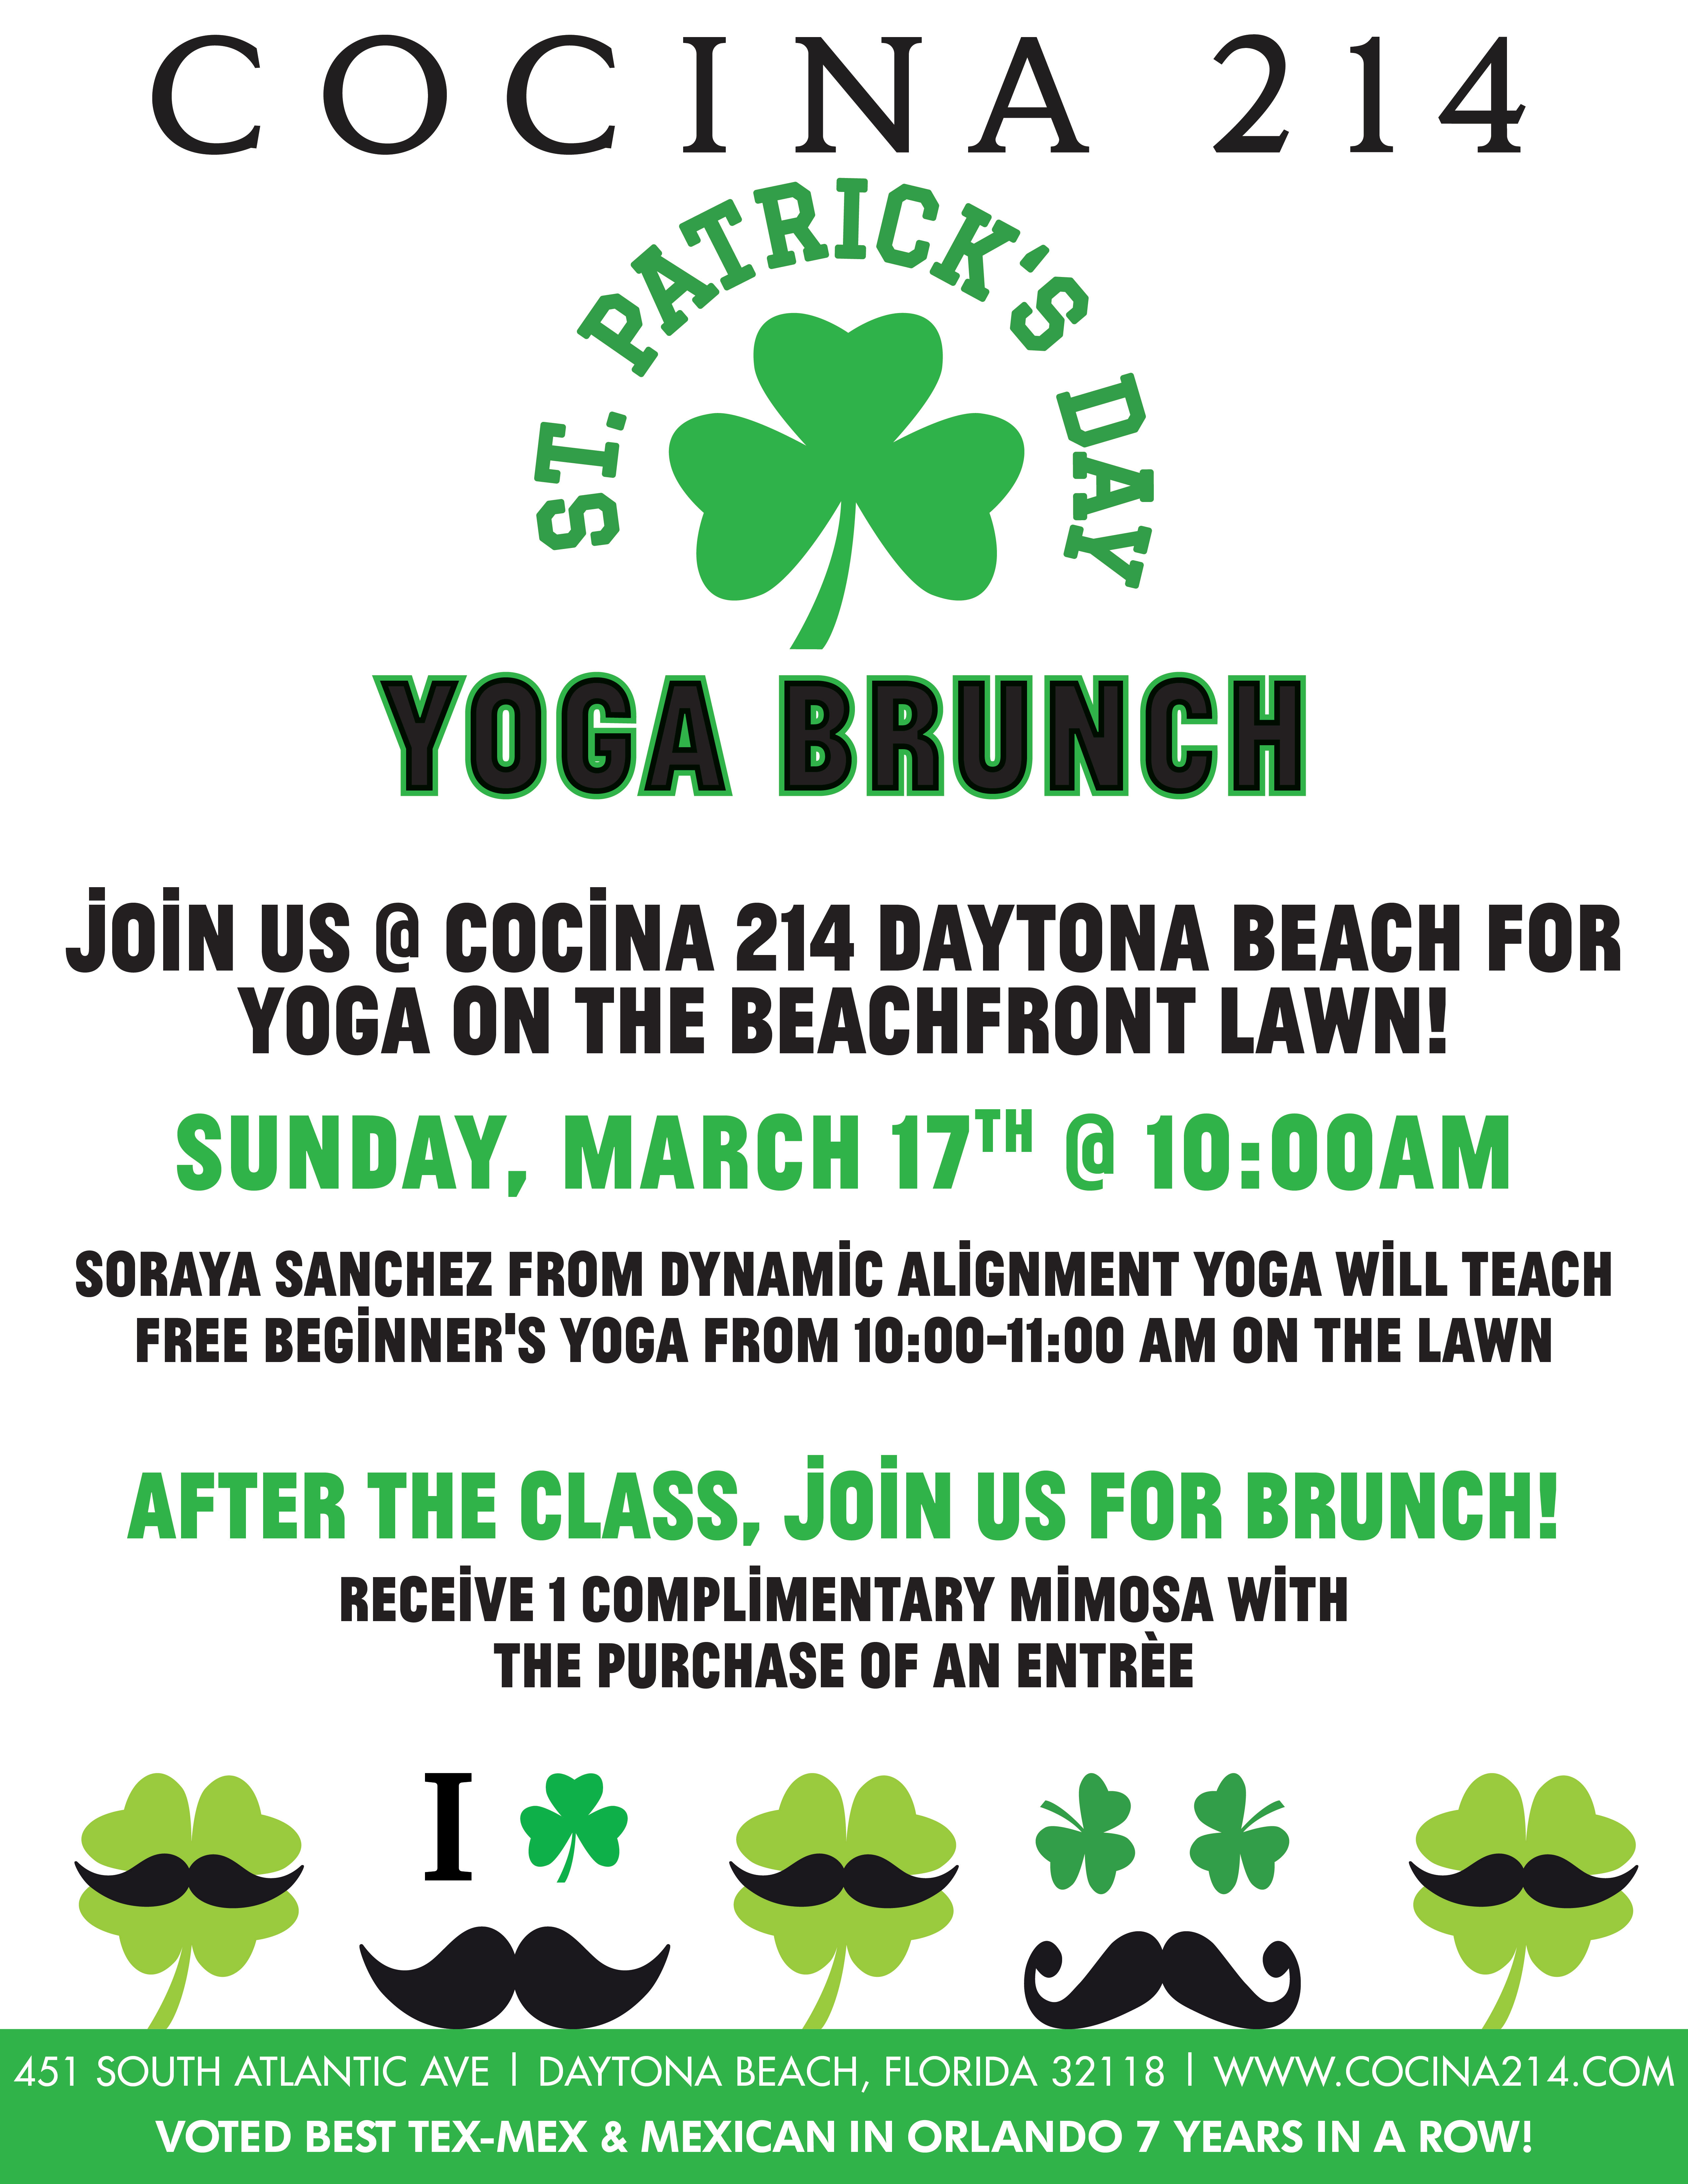 COCINA 214
ST. PATRICK'S DAY
YOGA BRUNCH
JOIN US @ COCINA 214 DAYTONA BEACH FOR
YOGA ON THE BEACHFRONT LAWN!
SUNDAY, MARCH 17TH @ 10:00AM
SORAYA SANCHEZ FROM DYNAMIC ALIGNMENT YOGA WILL TEACH
FREE BEGINNER'S YOGA FROM 10:00-11:00 AM ON THE LAWN
AFTER THE CLASS, JOIN US FOR BRUNCH!
RECEIVE 1 COMPLIMENTARY MIMOSA WITH
THE PURCHASE OF AN ENTRÈE
I
451 SOUTH ATLANTIC AVE | DAYTONA BEACH, FLORIDA 32118 | WWW.COCINA214.COM
VOTED BEST TEX-MEX & MEXICAN IN ORLANDO 7 YEARS IN A ROW!